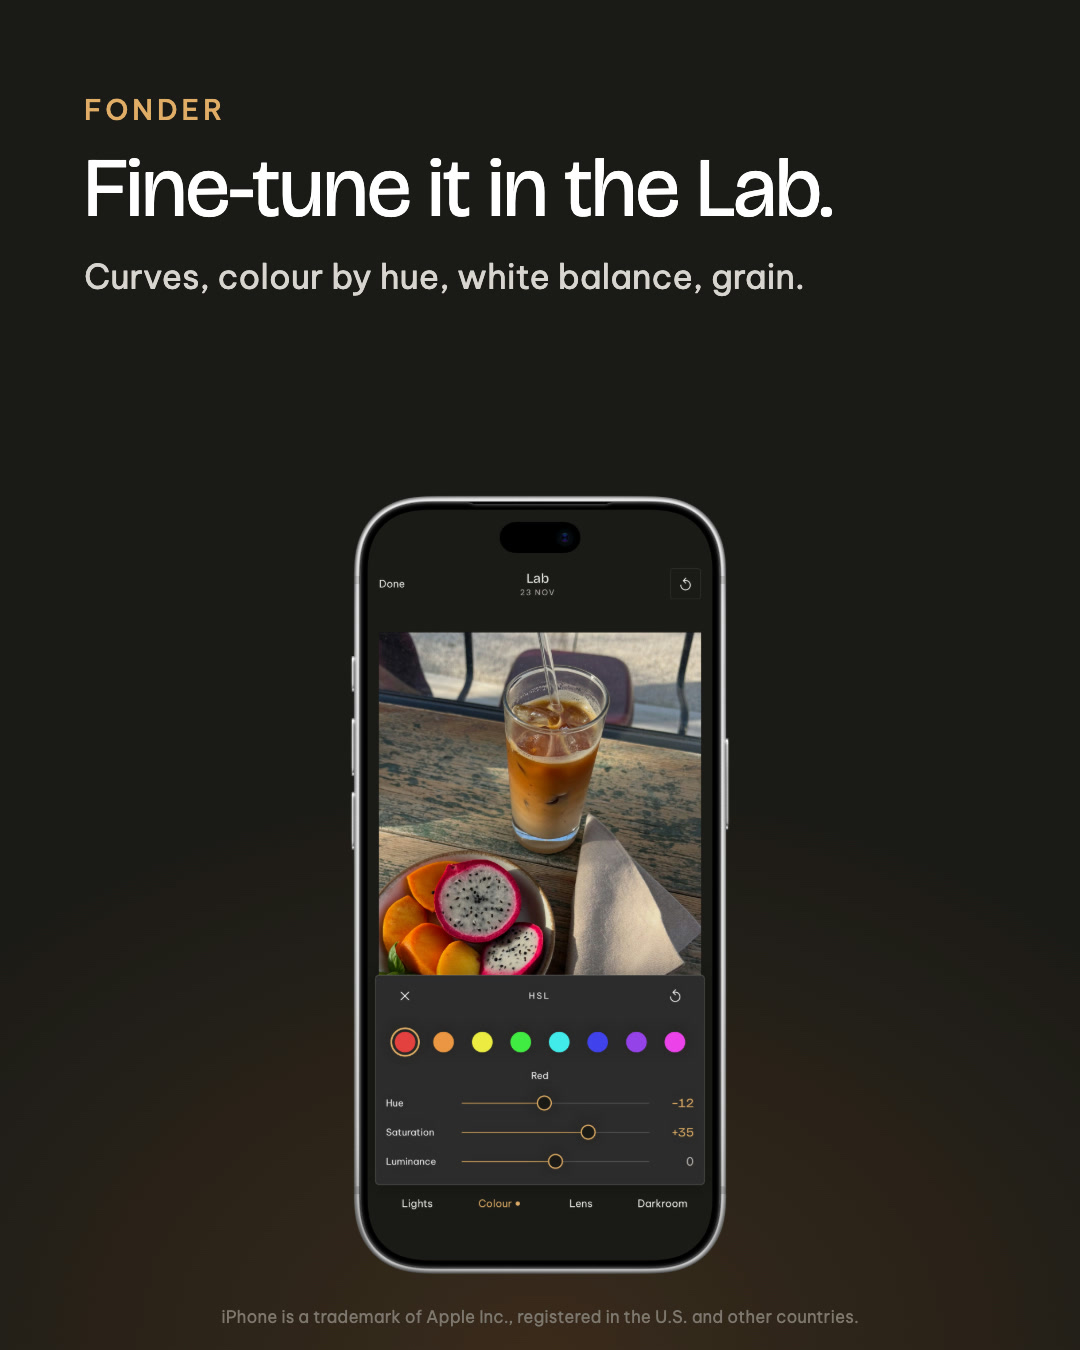 FONDER
Fine-tune it in the Lab.
Curves, colour by hue, white balance, grain.
Done
Lab
23 NOV
HSL
Red
Hue -12
Saturation +35
Luminance 0
Lights Colour Lens Darkroom
iPhone is a trademark of Apple Inc., registered in the U.S. and other countries.